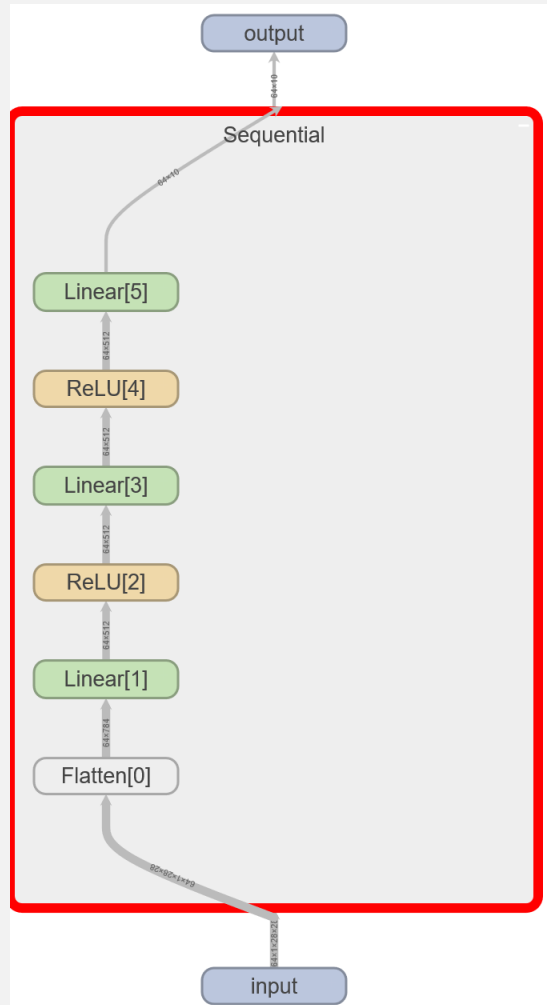 output
64×10
Sequential
64×10
Linear[5]
64×512
ReLU[4]
64×512
Linear[3]
64×512
ReLU[2]
64×512
Linear[1]
64×784
Flatten[0]
64×1×28×28
64×1×28×2
input